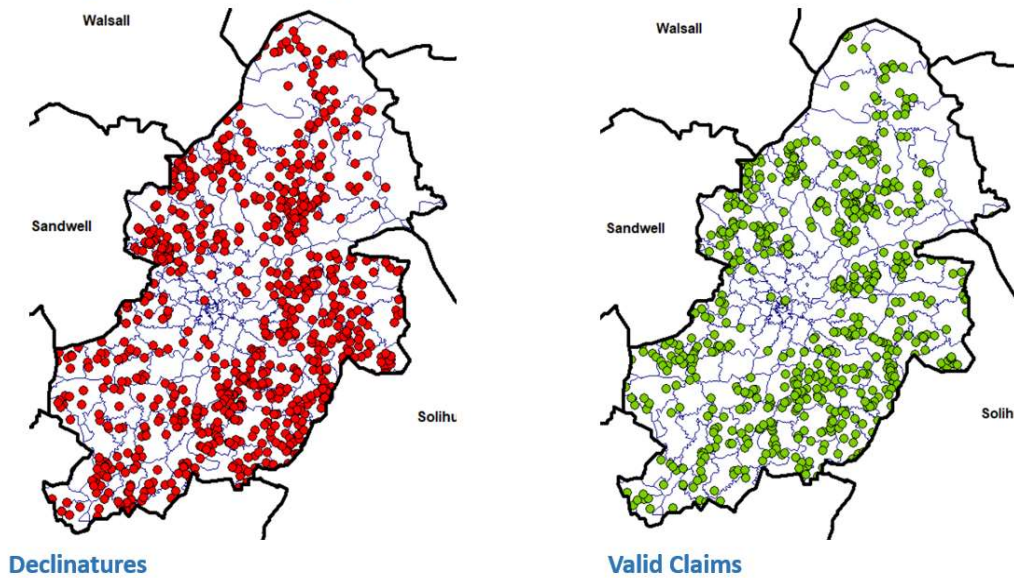 Walsall
Sandwell
Solihu
Declinatures
Walsall
Sandwell
Solih
Valid Claims